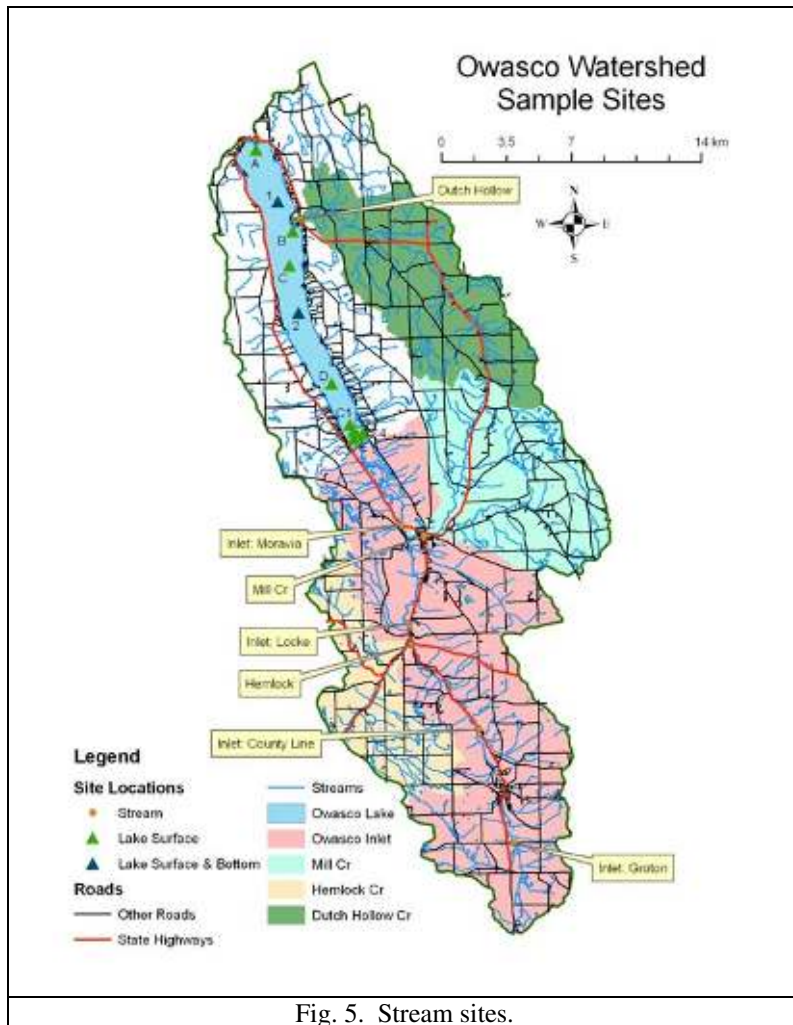 Owasco Watershed
Sample Sites
0 3.5 7 14 km
N
W E
S
Dutch Hollow
A
1
B
C
2
D
Inlet: Moravia
Mill Cr
Inlet: Locke
Hemlock
Inlet: County Line
Inlet: Groton
Legend
Site Locations
Stream
Lake Surface
Lake Surface & Bottom
Roads
Other Roads
State Highways
Streams
Owasco Lake
Owasco Inlet
Mill Cr
Hemlock Cr
Dutch Hollow Cr
Fig. 5. Stream sites.